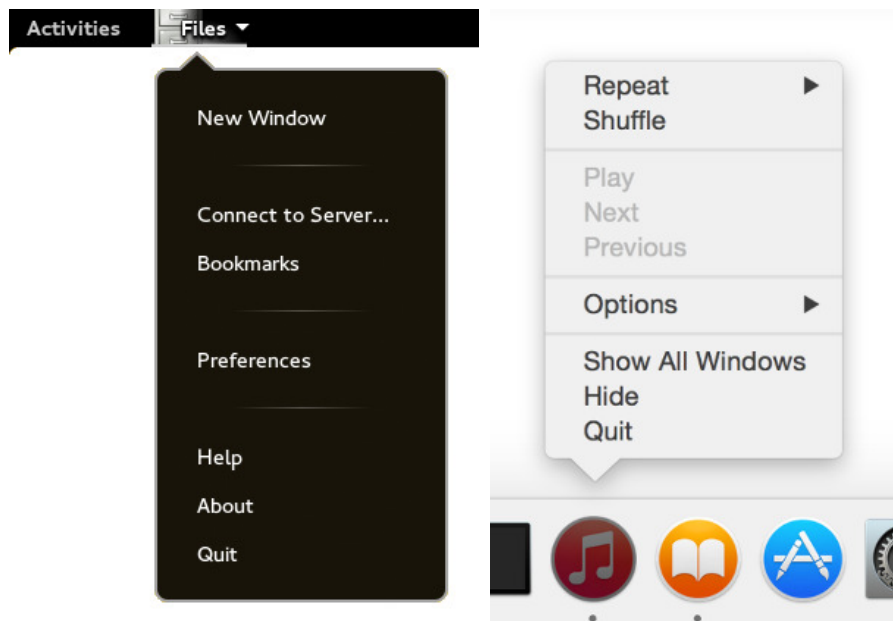 Activities Files
New Window
Connect to Server...
Bookmarks
Preferences
Help
About
Quit
Repeat
Shuffle
Play
Next
Previous
Options
Show All Windows
Hide
Quit